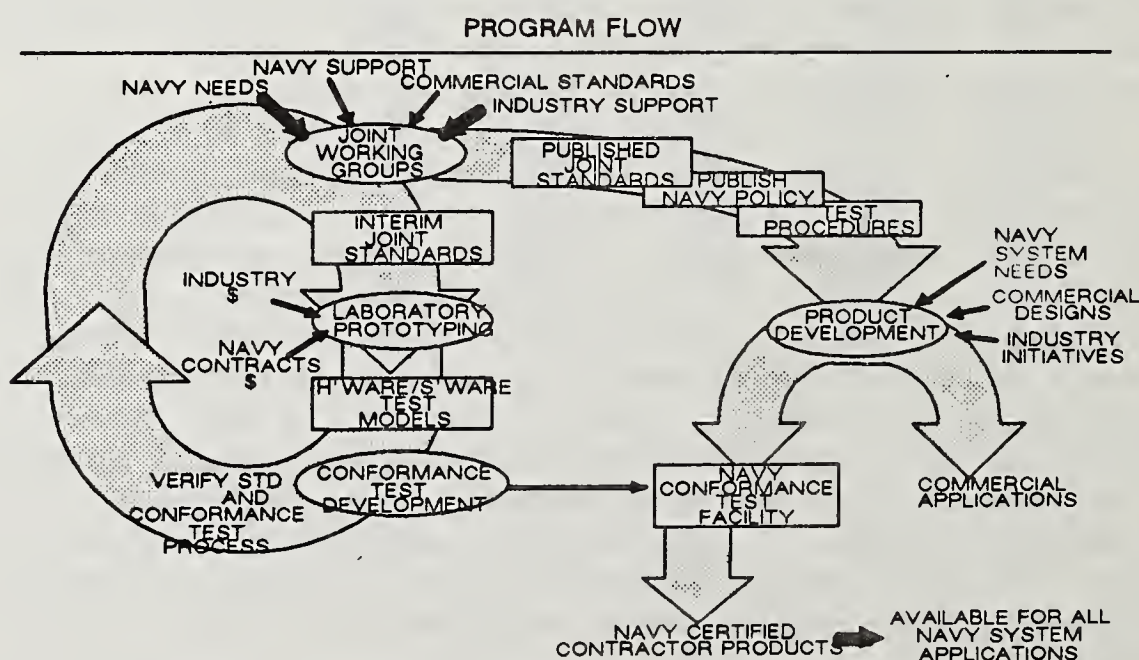 PROGRAM FLOW
NAVY SUPPORT
NAVY NEEDS
COMMERCIAL STANDARDS
INDUSTRY SUPPORT
JOINT
WORKING
GROUPS
PUBLISHED
JOINT
STANDARDS
PUBLISH
NAVY POLICY
TEST
PROCEDURES
INTERIM
JOINT
STANDARDS
NAVY
SYSTEM
NEEDS
INDUSTRY
$
LABORATORY
PROTOTYPING
PRODUCT
DEVELOPMENT
COMMERCIAL
DESIGNS
INDUSTRY
INITIATIVES
NAVY
CONTRACTS
$
H'WARE/S'WARE
TEST
MODELS
VERIFY STD
AND
CONFORMANCE
TEST
PROCESS
CONFORMANCE
TEST
DEVELOPMENT
NAVY
CONFORMANCE
TEST
FACILITY
COMMERCIAL
APPLICATIONS
NAVY CERTIFIED
CONTRACTOR PRODUCTS
AVAILABLE FOR ALL
NAVY SYSTEM
APPLICATIONS